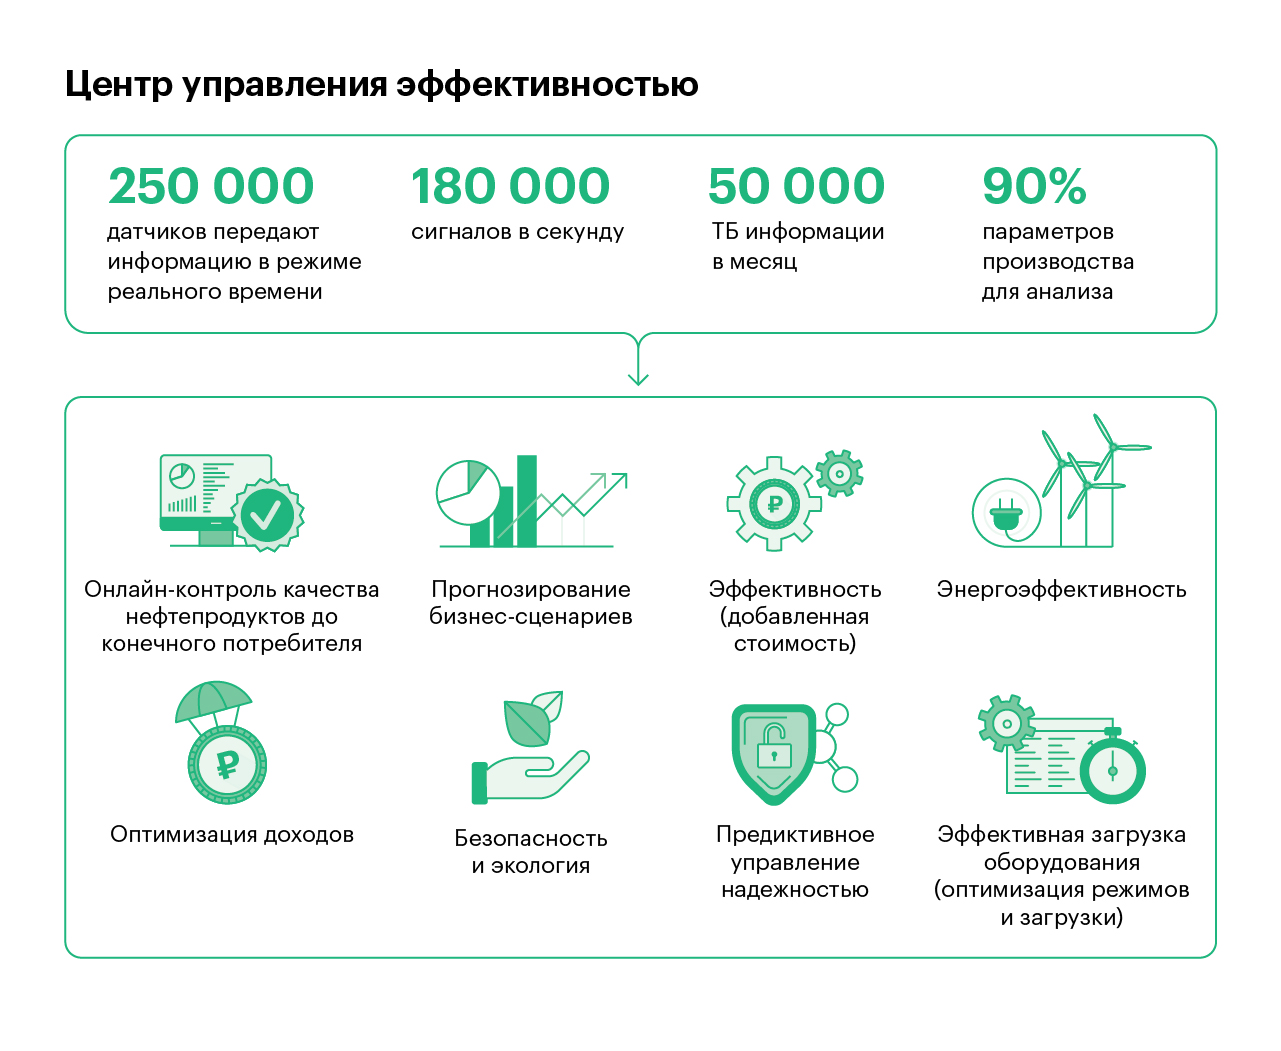 Центр управления эффективностью
250 000
датчиков передают
информацию в режиме
реального времени
180 000
сигналов в секунду
50 000
ТБ информации
в месяц
90%
параметров
производства
для анализа
Онлайн-контроль качества
нефтепродуктов до
конечного потребителя
Прогнозирование
бизнес-сценариев
₽
Эффективность
(добавленная
стоимость)
Энергоэффективность
₽
Оптимизация доходов
Безопасность
и экология
Предиктивное
управление
надежностью
Эффективная загрузка
оборудования
(оптимизация режимов
и загрузки)